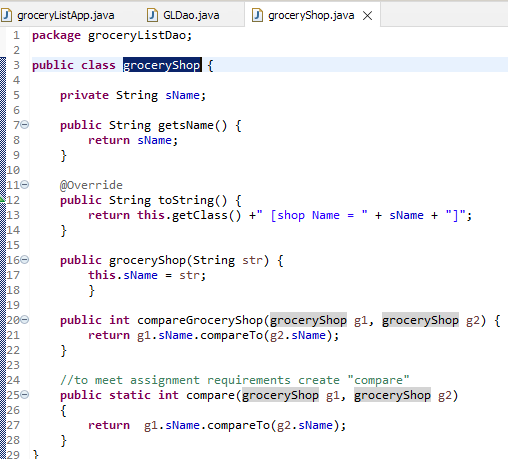 groceryListApp.java GLDao.java groceryShop.java
1 package groceryListDao;
2
3 public class groceryShop {
4
5 private String sName;
6
7 public String getsName() {
8 return sName;
9 }
10
11 @Override
12 public String toString() {
13 return this.getClass() +" [shop Name = " + sName + "]";
14 }
15
16 public groceryShop(String str) {
17 this.sName = str;
18 }
19
20 public int compareGroceryShop(groceryShop g1, groceryShop g2) {
21 return g1.sName.compareTo(g2.sName);
22 }
23
24 //to meet assignment requirements create "compare"
25 public static int compare(groceryShop g1, groceryShop g2)
26 {
27 return  g1.sName.compareTo(g2.sName);
28 }
29 }